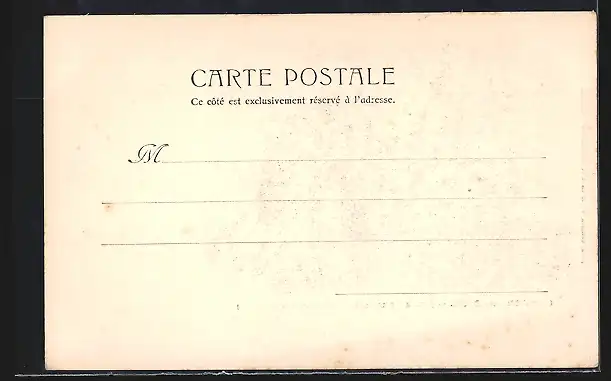 CARTE POSTALE
Ce côté est exclusivement réservé à l'adresse.
M